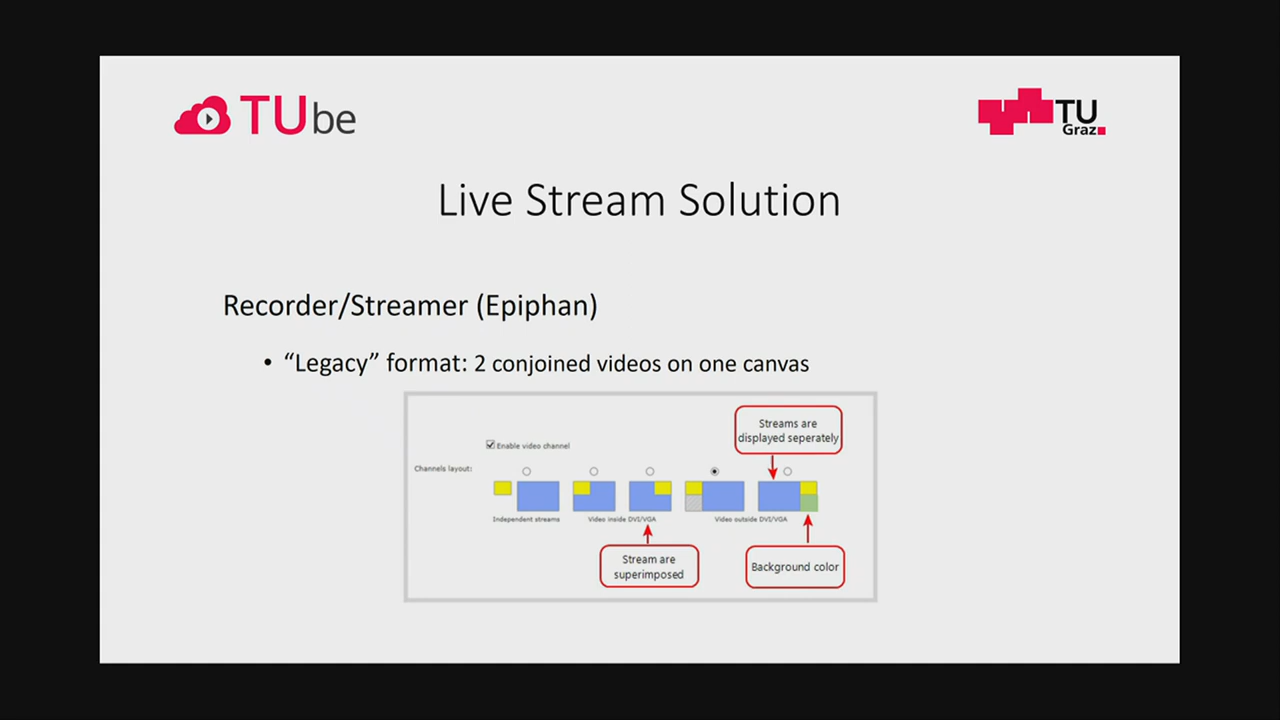 TUbe
TU
Graz
Live Stream Solution
Recorder/Streamer (Epiphan)
• “Legacy” format: 2 conjoined videos on one canvas
Streams are
displayed seperately
Enable video channel
Channels layout:
Independent streams
Video inside DVI/VGA
Video outside DVI/VGA
Stream are
superimposed
Background color